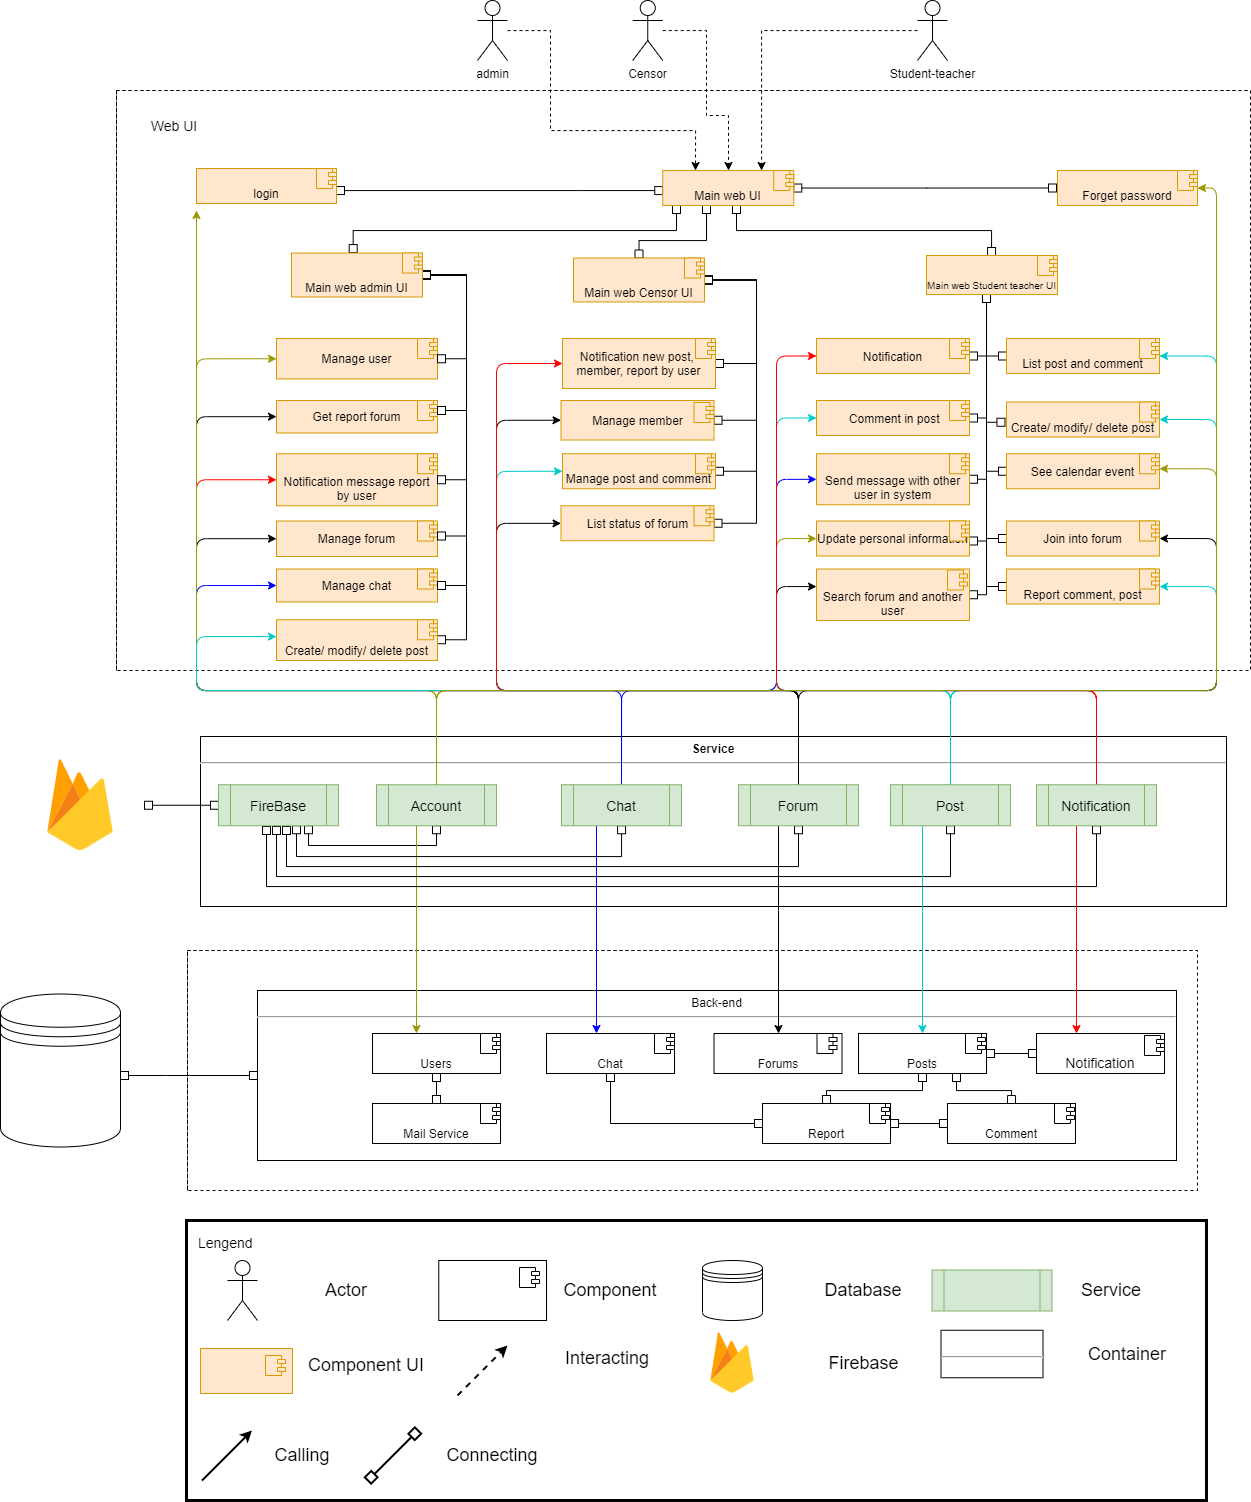 admin
Censor
Student-teacher
Web UI
login
Main web UI
Forget password
Main web admin UI
Main web Censor UI
Main web Student teacher UI
Manage user
Get report forum
Notification message report
by user
Manage forum
Manage chat
Create/ modify/ delete post
Notification new post,
member, report by user
Manage member
Manage post and comment
List status of forum
Notification
Comment in post
Send message with other
user in system
Update personal information
Search forum and another
user
List post and comment
Create/ modify/ delete post
See calendar event
Join into forum
Report comment, post
Service
FireBase
Account
Chat
Forum
Post
Notification
Back-end
Users
Chat
Forums
Posts
Notification
Mail Service
Report
Comment
Lengend
Actor
Component
Database
Service
Component UI
Interacting
Firebase
Container
Calling
Connecting